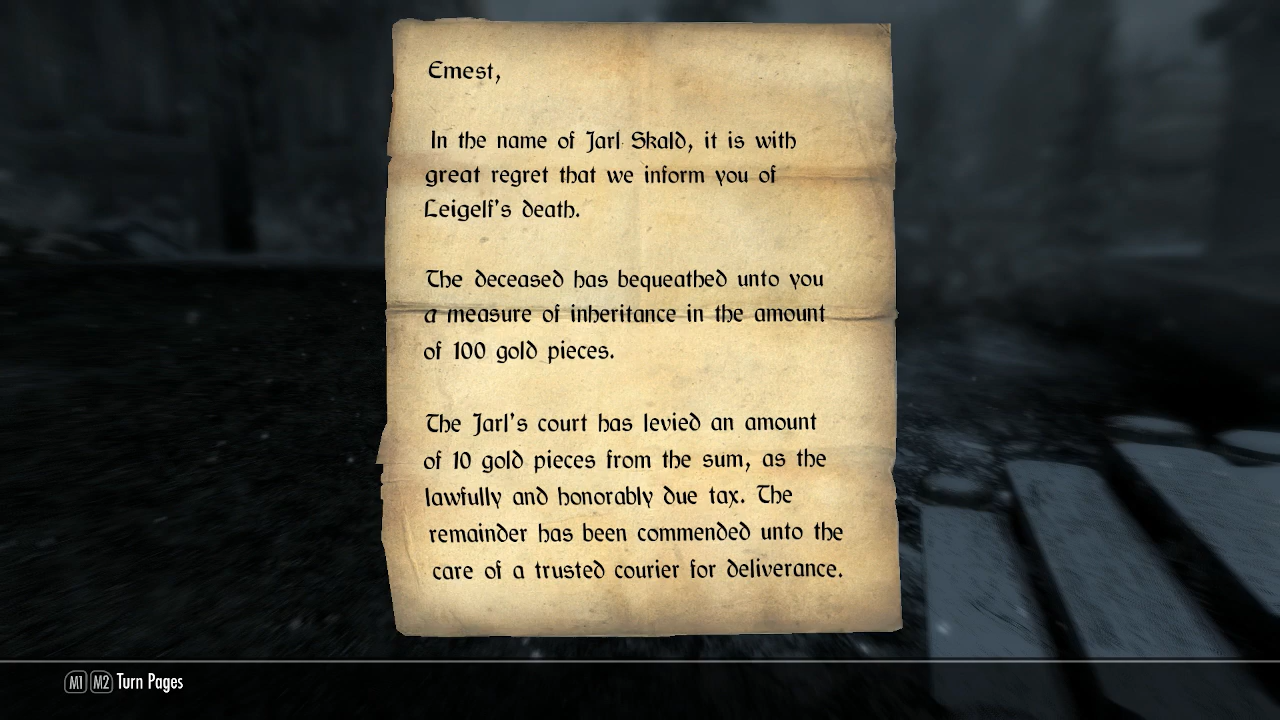 Emest,
In the name of Jarl Skald, it is with
great regret that we inform you of
Leigelf's death.
The deceased has bequeathed unto you
a measure of inheritance in the amount
of 100 gold pieces.
The Jarl's court has levied an amount
of 10 gold pieces from the sum, as the
lawfully and honorably due tax. The
remainder has been commended unto the
care of a trusted courier for deliverance.
M1 M2 Turn Pages